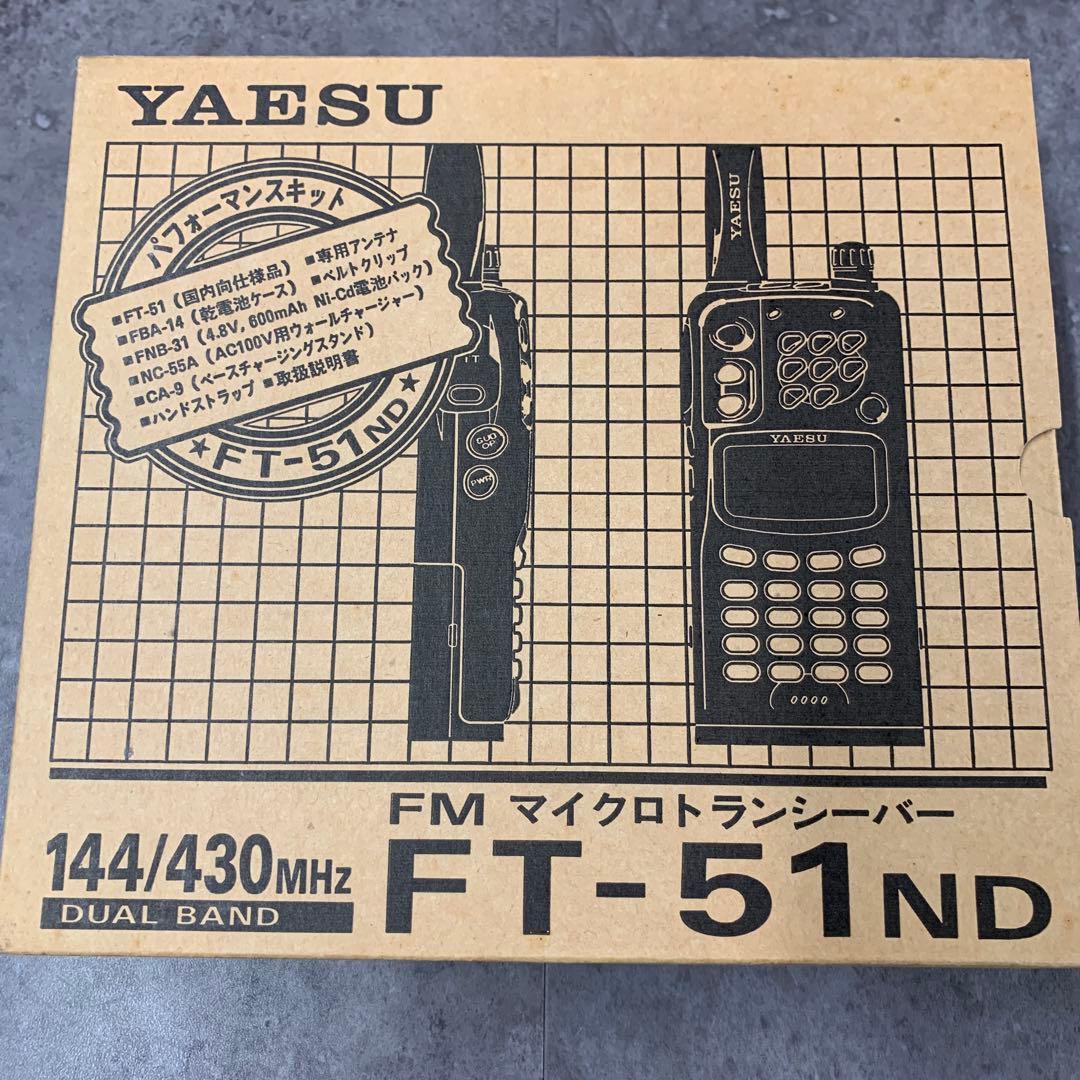 YAESU
パフォーマンスキット
■FT-51（国内向仕様品） ■専用アンテナ
■FBA-14（乾電池ケース） ■ベルトクリップ
■FNB-31（4.8V, 600mAh Ni-Cd電池パック）
■NC-55A（AC100V用ウォールチャージャー）
■CA-9（ベースチャージングスタンド）
■ハンドストラップ ■取扱説明書
★FT-51ND★
YAESU
YAESU
PWR
FM マイクロトランシーバー
144/430MHz
FT-51ND
DUAL BAND